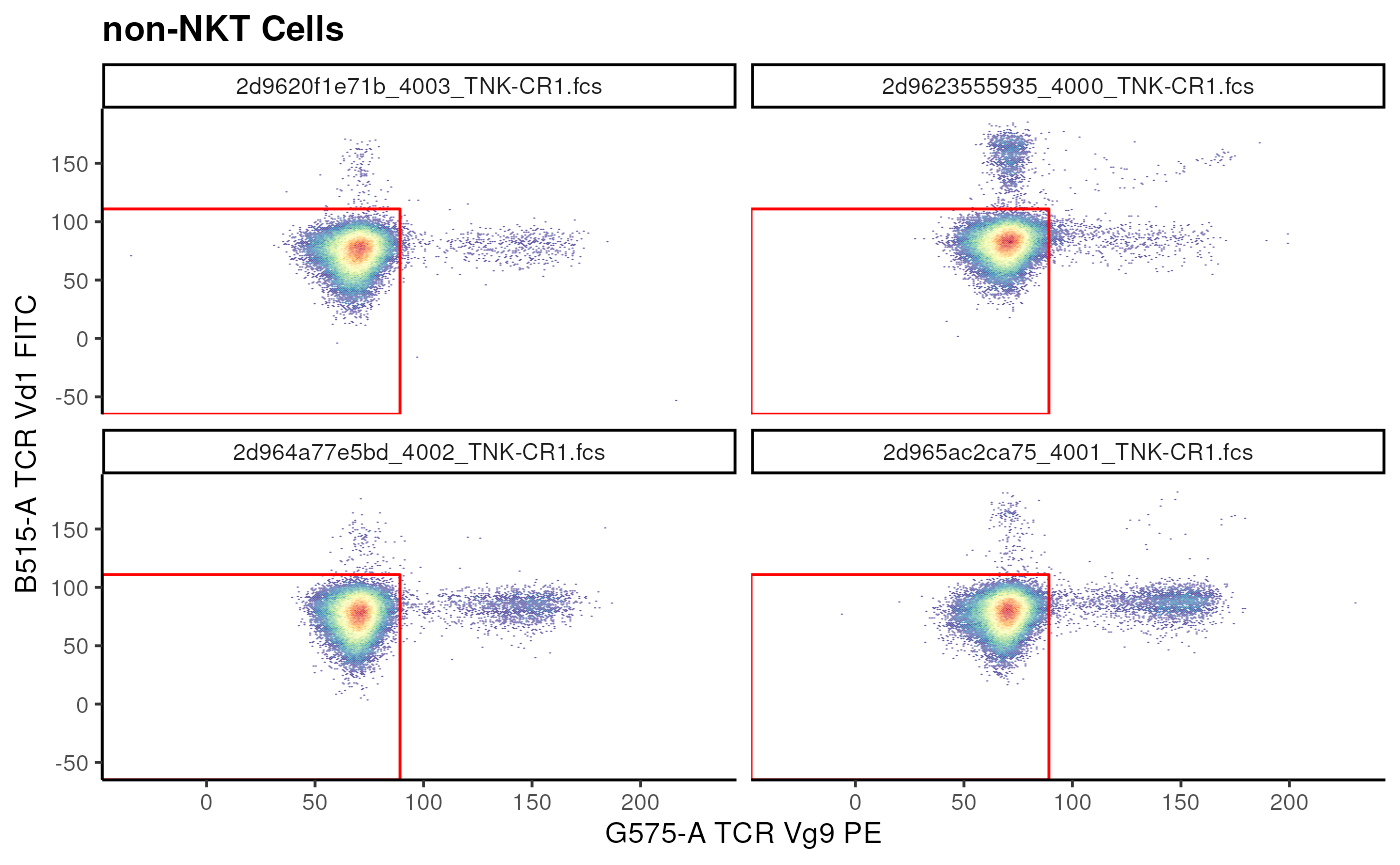 non-NKT Cells
2d9620f1e71b_4003_TNK-CR1.fcs
2d9623555935_4000_TNK-CR1.fcs
150
100
50
0
-50
2d964a77e5bd_4002_TNK-CR1.fcs
2d965ac2ca75_4001_TNK-CR1.fcs
150
100
50
0
-50
0 50 100 150 200
0 50 100 150 200
G575-A TCR Vg9 PE
B515-A TCR Vd1 FITC